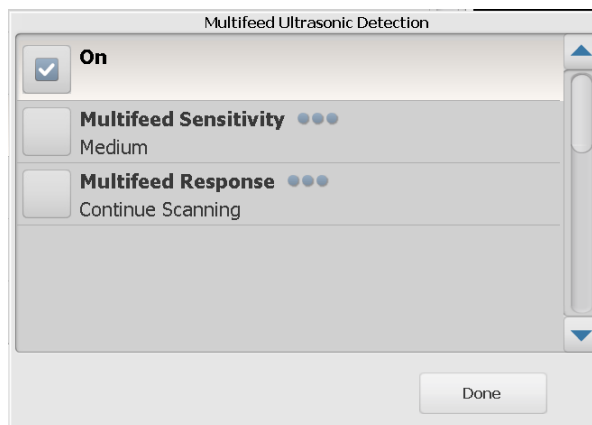 Multifeed Ultrasonic Detection
On
Multifeed Sensitivity
Medium
Multifeed Response
Continue Scanning
Done